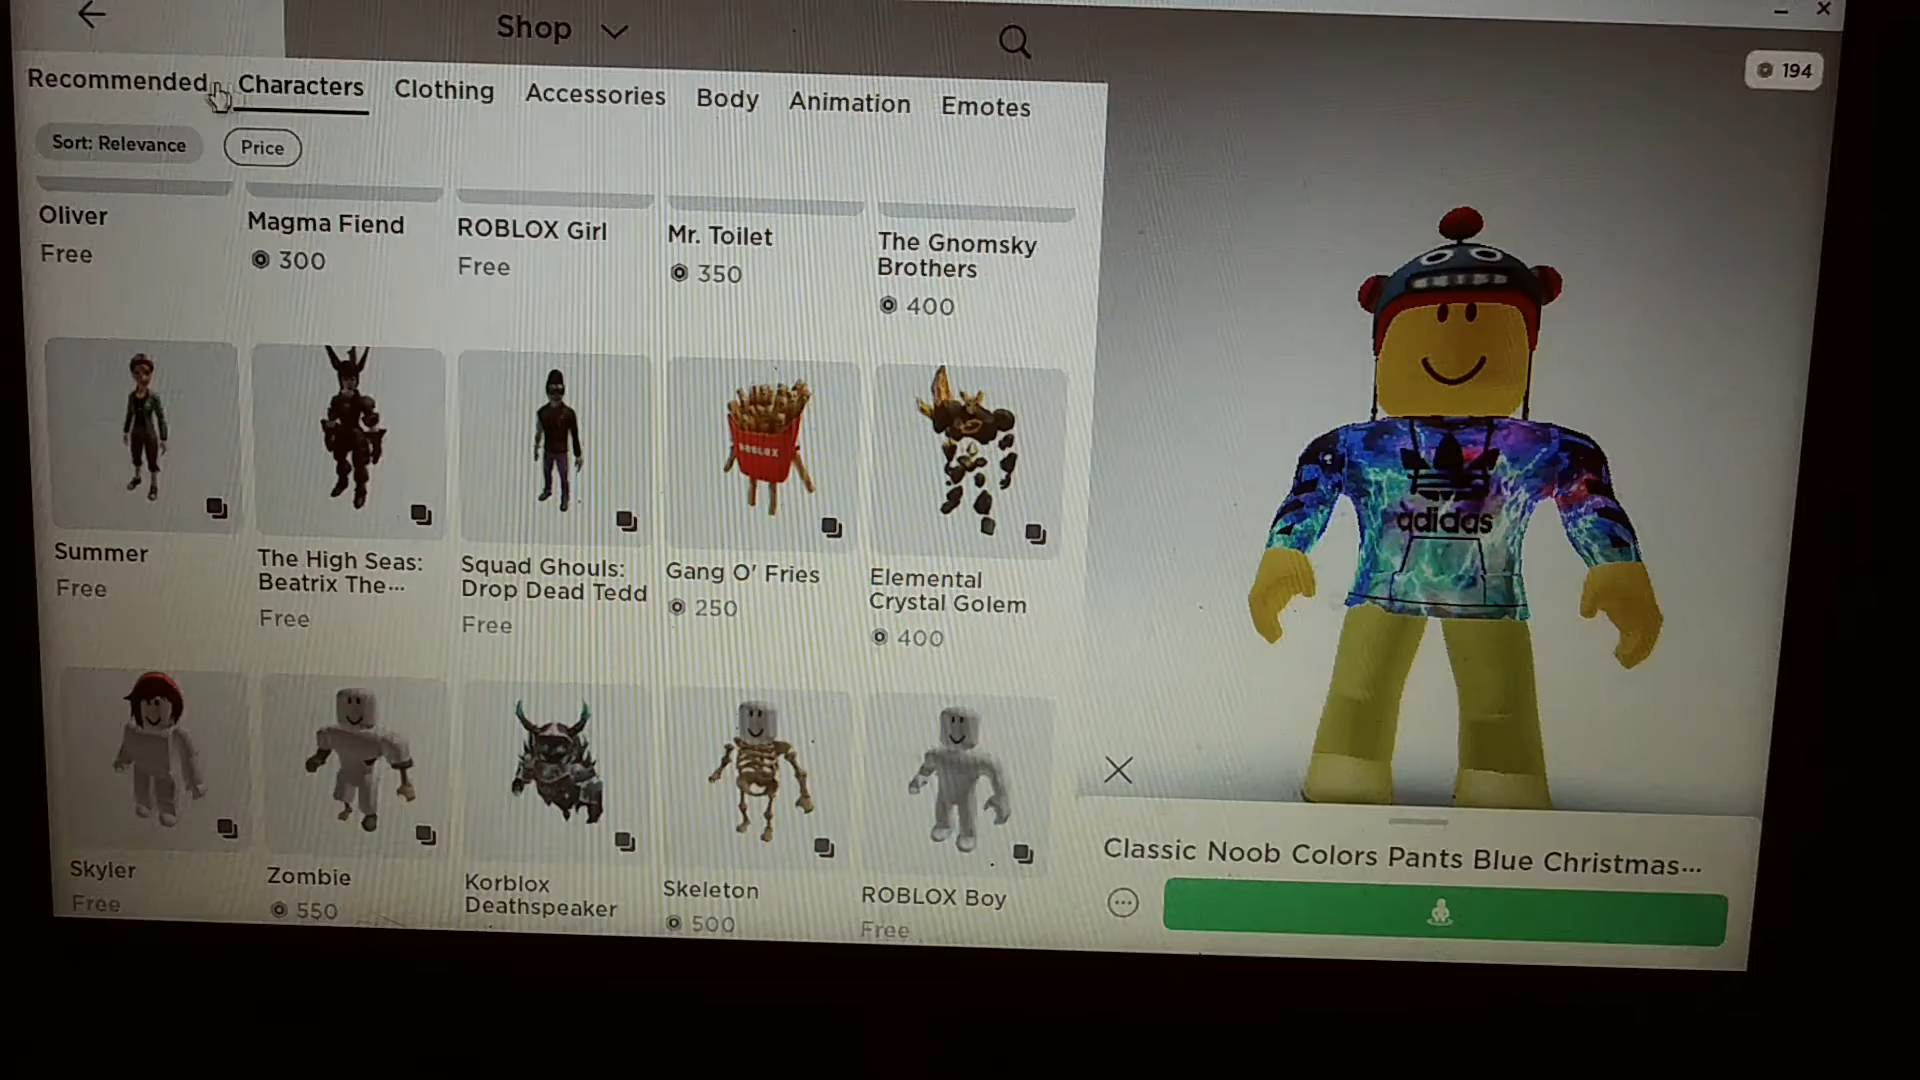 Shop
194
Recommended Characters Clothing Accessories Body Animation Emotes
Sort: Relevance Price
Oliver
Free
Magma Fiend
300
ROBLOX Girl
Free
Mr. Toilet
350
The Gnomsky
Brothers
400
ROBLOX
adidas
Summer
Free
The High Seas:
Beatrix The...
Free
Squad Ghouls:
Drop Dead Tedd
Free
Gang O' Fries
250
Elemental
Crystal Golem
400
Skyler
Free
Zombie
550
Korblox
Deathspeaker
Skeleton
500
ROBLOX Boy
Free
Classic Noob Colors Pants Blue Christmas...